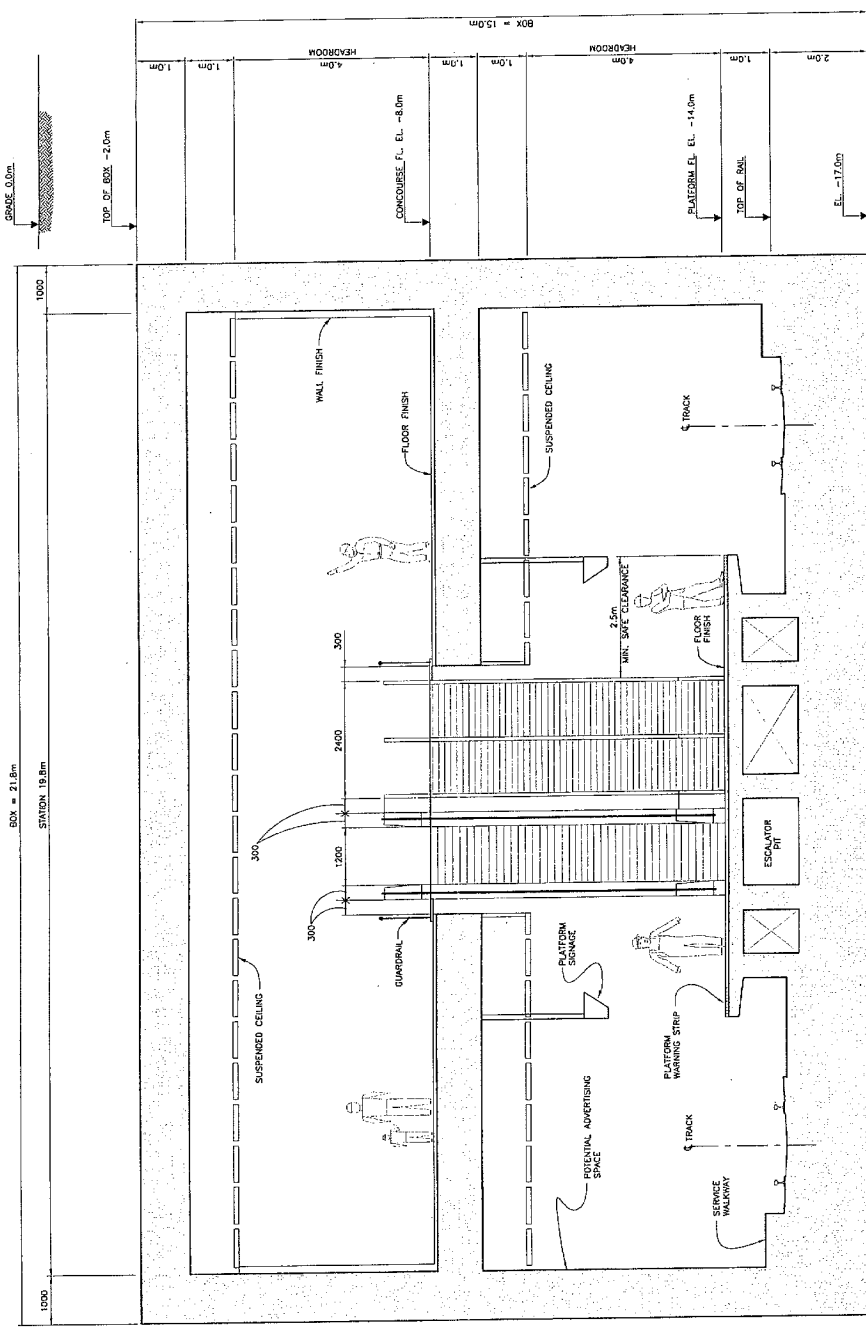 BOX = 21.8m
STATION 19.8m
1000
1000
GRADE 0.0m
TOP OF BOX -2.0m
CONCOURSE FL. EL. -8.0m
PLATFORM FL. EL. -14.0m
TOP OF RAIL
EL. -17.0m
1.0m
1.0m
4.0m
HEADROOM
1.0m
1.0m
4.0m
HEADROOM
1.0m
2.0m
BOX = 15.0m
SUSPENDED CEILING
WALL FINISH
FLOOR FINISH
300
1200
300
2400
300
GUARDRAIL
SUSPENDED CEILING
PLATFORM
SIGNAGE
2.5m
MIN. SAFE CLEARANCE
POTENTIAL ADVERTISING
SPACE
℄ TRACK
℄ TRACK
PLATFORM
WARNING STRIP
FLOOR
FINISH
SERVICE
WALKWAY
ESCALATOR
PIT